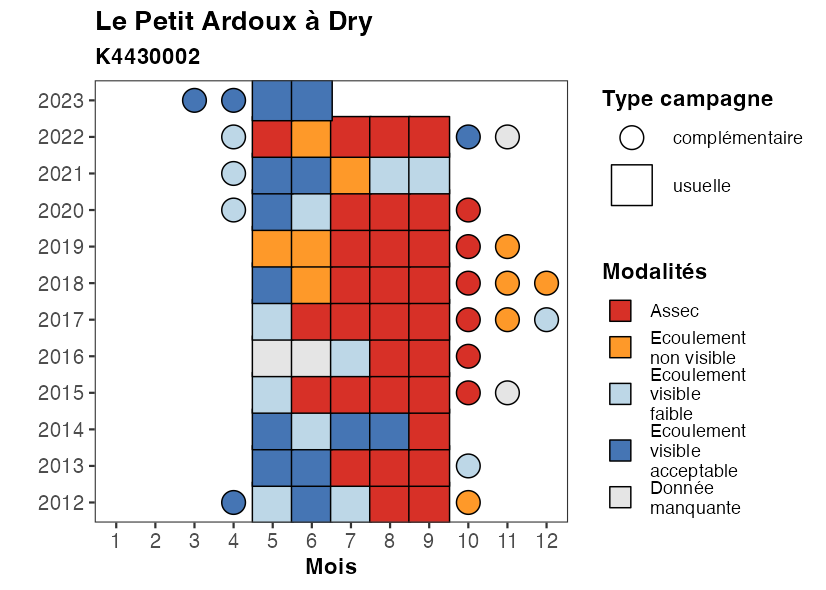 Le Petit Ardoux à Dry
K4430002
2023
2022
2021
2020
2019
2018
2017
2016
2015
2014
2013
2012
1 2 3 4 5 6 7 8 9 10 11 12
Mois
Type campagne
complémentaire
usuelle
Modalités
Assec
Ecoulement
non visible
Ecoulement
visible
faible
Ecoulement
visible
acceptable
Donnée
manquante